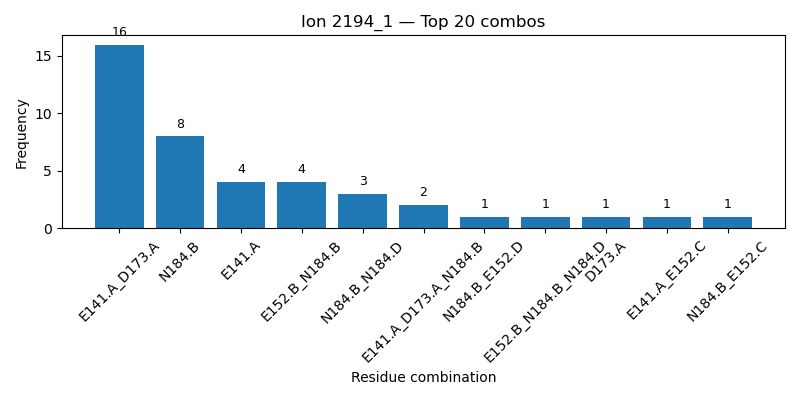 Ion 2194_1 — Top 20 combos
Frequency
15
10
5
0
16
8
4
4
3
2
1
1
1
1
1
E141.A_D173.A
N184.B
E141.A
E152.B_N184.B
N184.B_N184.D
E141.A_D173.A_N184.B
N184.B_E152.D
E152.B_N184.B_N184.D
D173.A
E141.A_E152.C
N184.B_E152.C
Residue combination